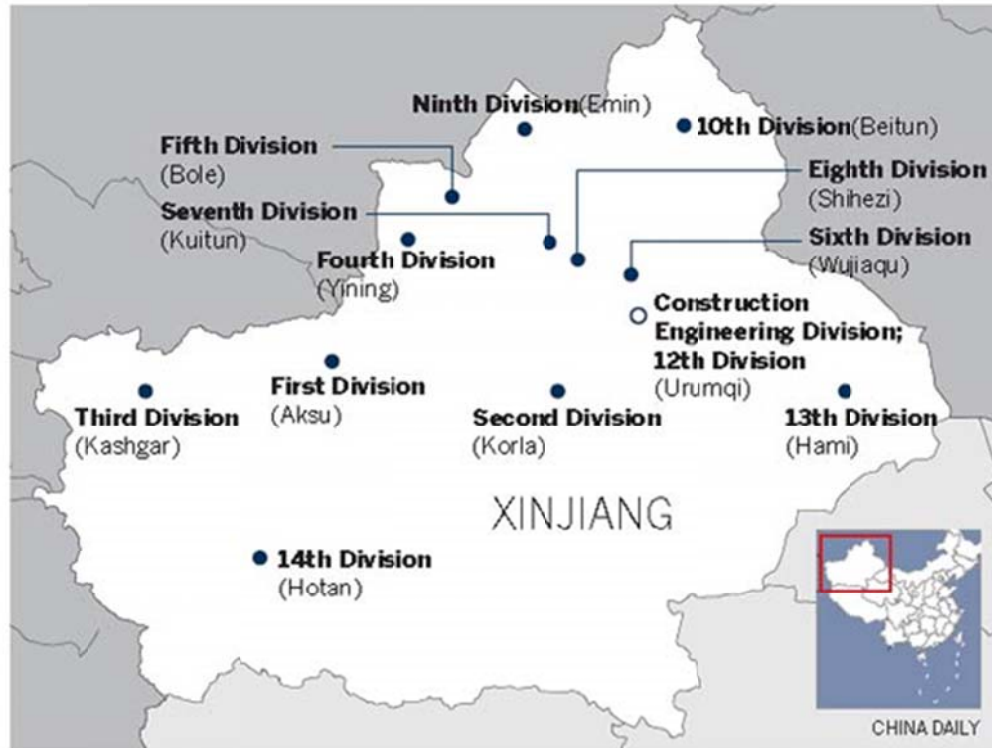 Ninth Division(Emin)
10th Division(Beitun)
Fifth Division
(Bole)
Eighth Division
(Shihezi)
Seventh Division
(Kuitun)
Sixth Division
(Wujiaqu)
Fourth Division
(Yining)
Construction
Engineering Division;
12th Division
(Urumqi)
First Division
(Aksu)
Third Division
(Kashgar)
Second Division
(Korla)
13th Division
(Hami)
XINJIANG
14th Division
(Hotan)
CHINA DAILY